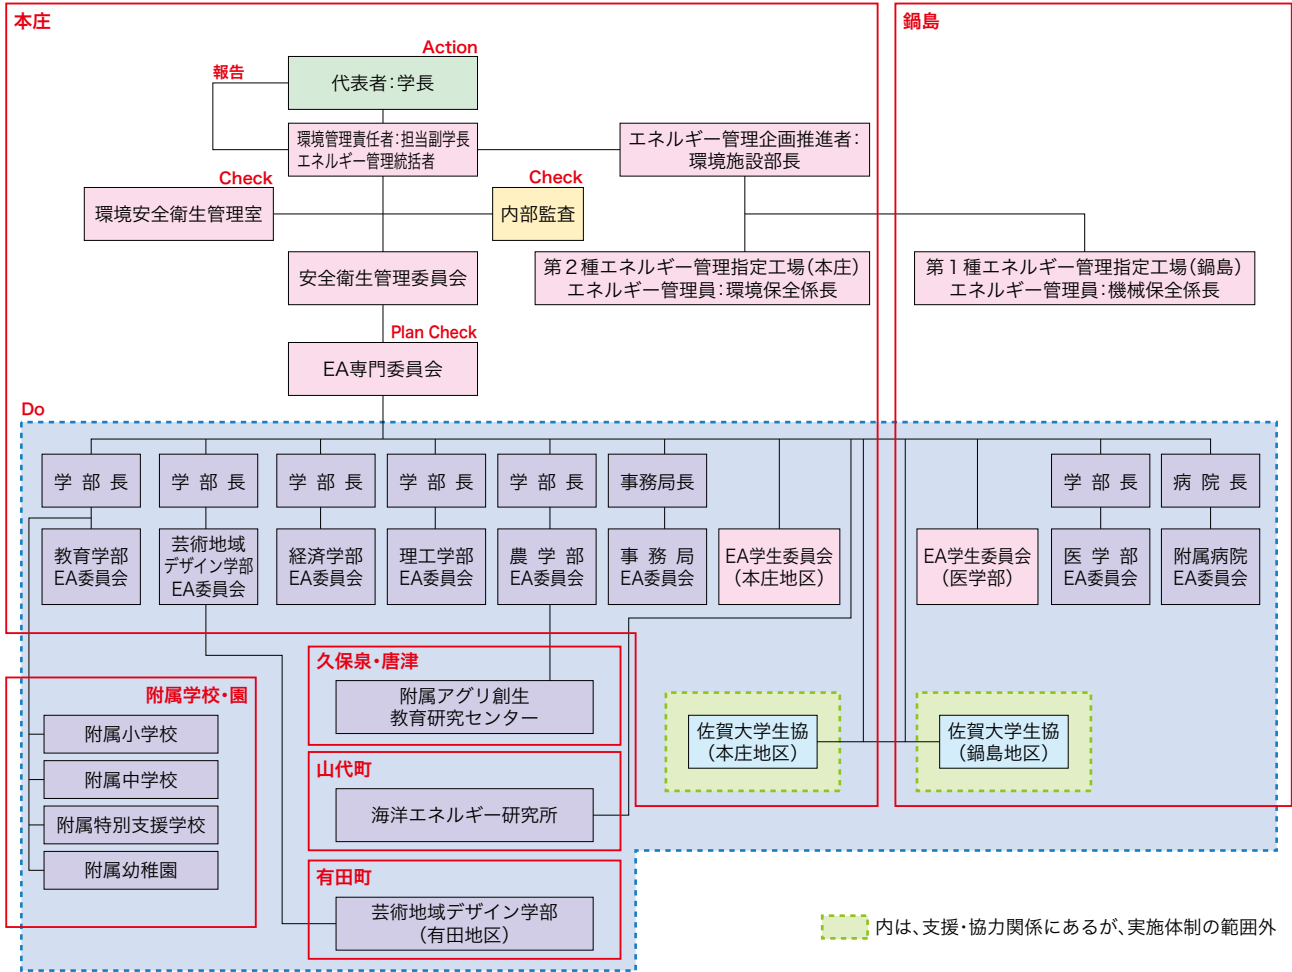 本庄
鍋島
Action
報告
代表者:学長
環境管理責任者:担当副学長
エネルギー管理統括者
エネルギー管理企画推進者:
環境施設部長
Check
環境安全衛生管理室
Check
内部監査
安全衛生管理委員会
第2種エネルギー管理指定工場(本庄)
エネルギー管理員:環境保全係長
第1種エネルギー管理指定工場(鍋島)
エネルギー管理員:機械保全係長
Plan Check
EA専門委員会
Do
学部長
学部長
学部長
学部長
学部長
事務局長
学部長
病院長
教育学部
EA委員会
芸術地域
デザイン学部
EA委員会
経済学部
EA委員会
理工学部
EA委員会
農学部
EA委員会
事務局
EA委員会
EA学生委員会
(本庄地区)
EA学生委員会
(医学部)
医学部
EA委員会
附属病院
EA委員会
附属学校・園
附属小学校
附属中学校
附属特別支援学校
附属幼稚園
久保泉・唐津
附属アグリ創生
教育研究センター
山代町
海洋エネルギー研究所
有田町
芸術地域デザイン学部
(有田地区)
佐賀大学生協
(本庄地区)
佐賀大学生協
(鍋島地区)
内は、支援・協力関係にあるが、実施体制の範囲外